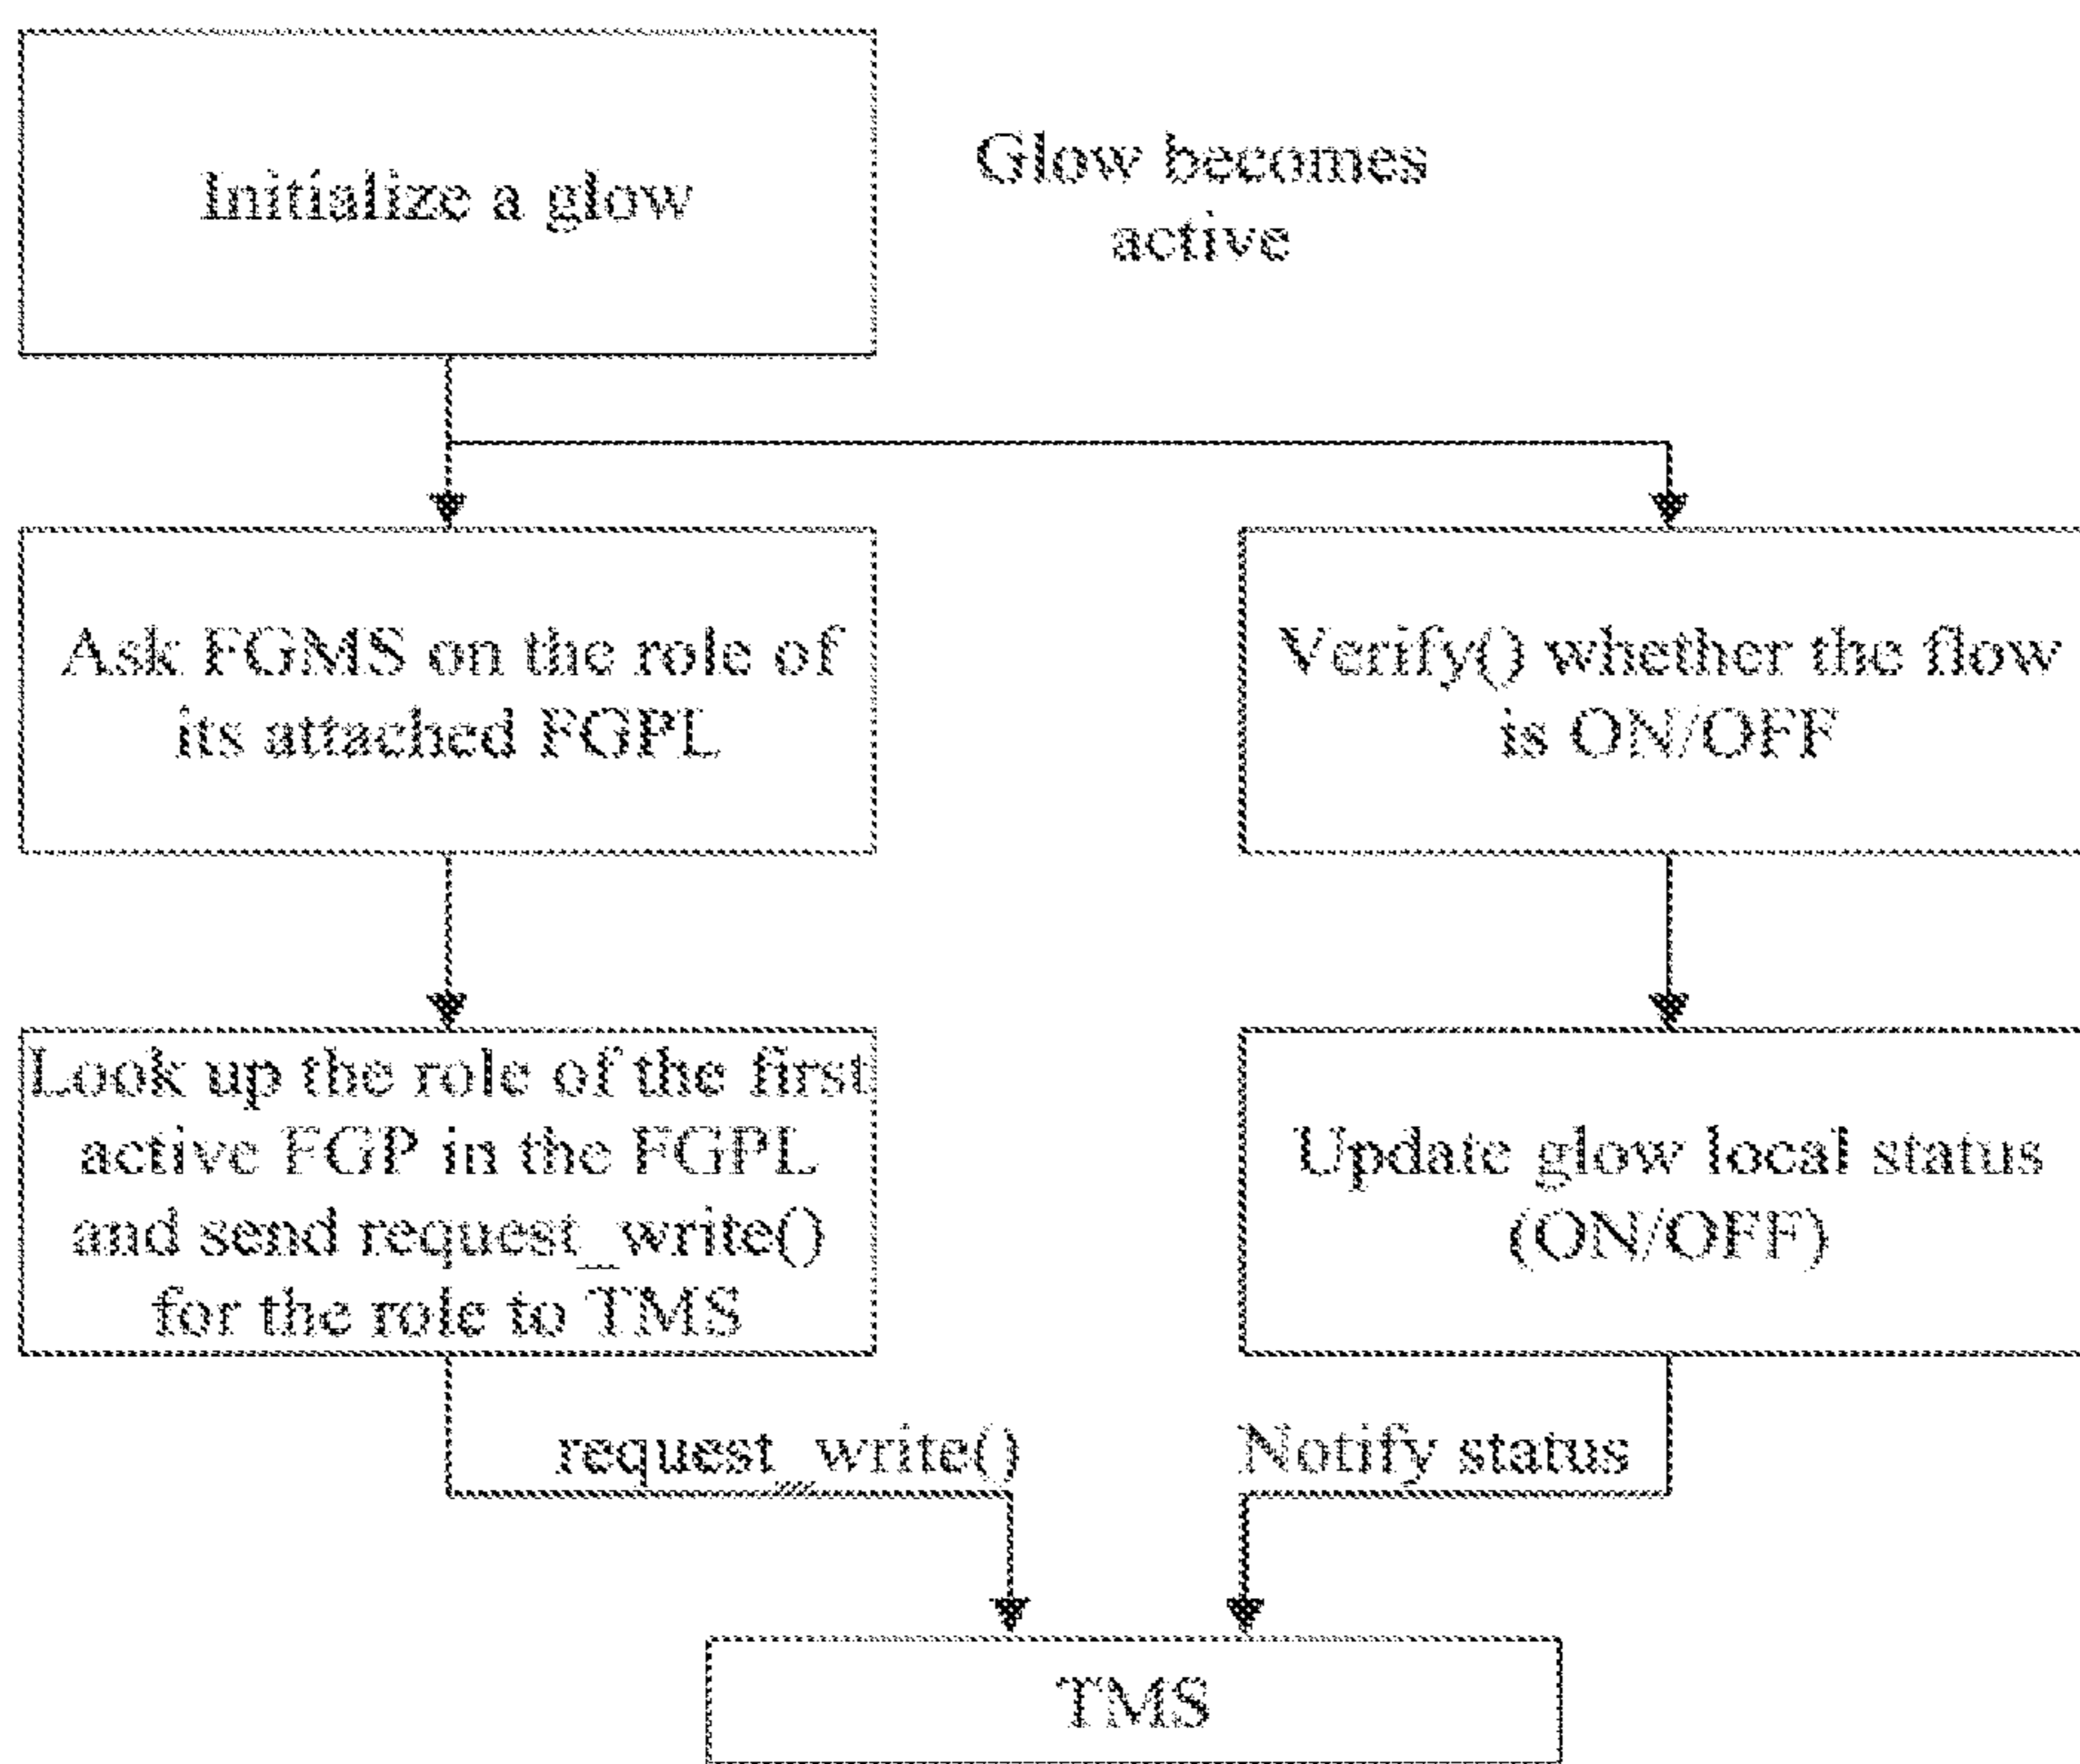 Initialize a glow
Glow becomes
active
Ask FGMS on the role of
its attached FGPL
Verify() whether the flow
is ON/OFF
Look up the role of the first
active FGP in the FGPL
and send request_write()
for the role to TMS
Update glow local status
(ON/OFF)
request_write()
Notify status
TMS